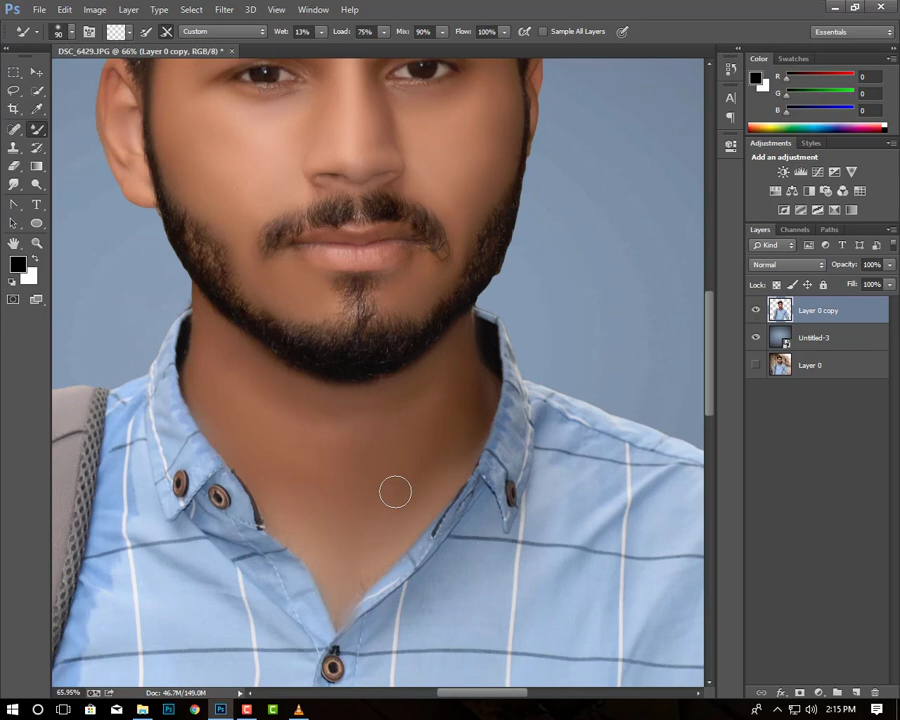 Ps File Edit Image Layer Type Select Filter 3D View Window Help
90 Custom Wet: 13% Load: 75% Mix: 90% Flow: 100% Sample All Layers Essentials
DSC_6429.JPG @ 66% (Layer 0 copy, RGB/8) * ×
Color Swatches
R 0
G 0
B 0
Adjustments Styles
Add an adjustment
Layers Channels Paths
Kind
Normal Opacity: 100%
Lock: Fill: 100%
Layer 0 copy
Untitled-3
Layer 0
65.95% Doc: 46.7M/149.0M
2:15 PM